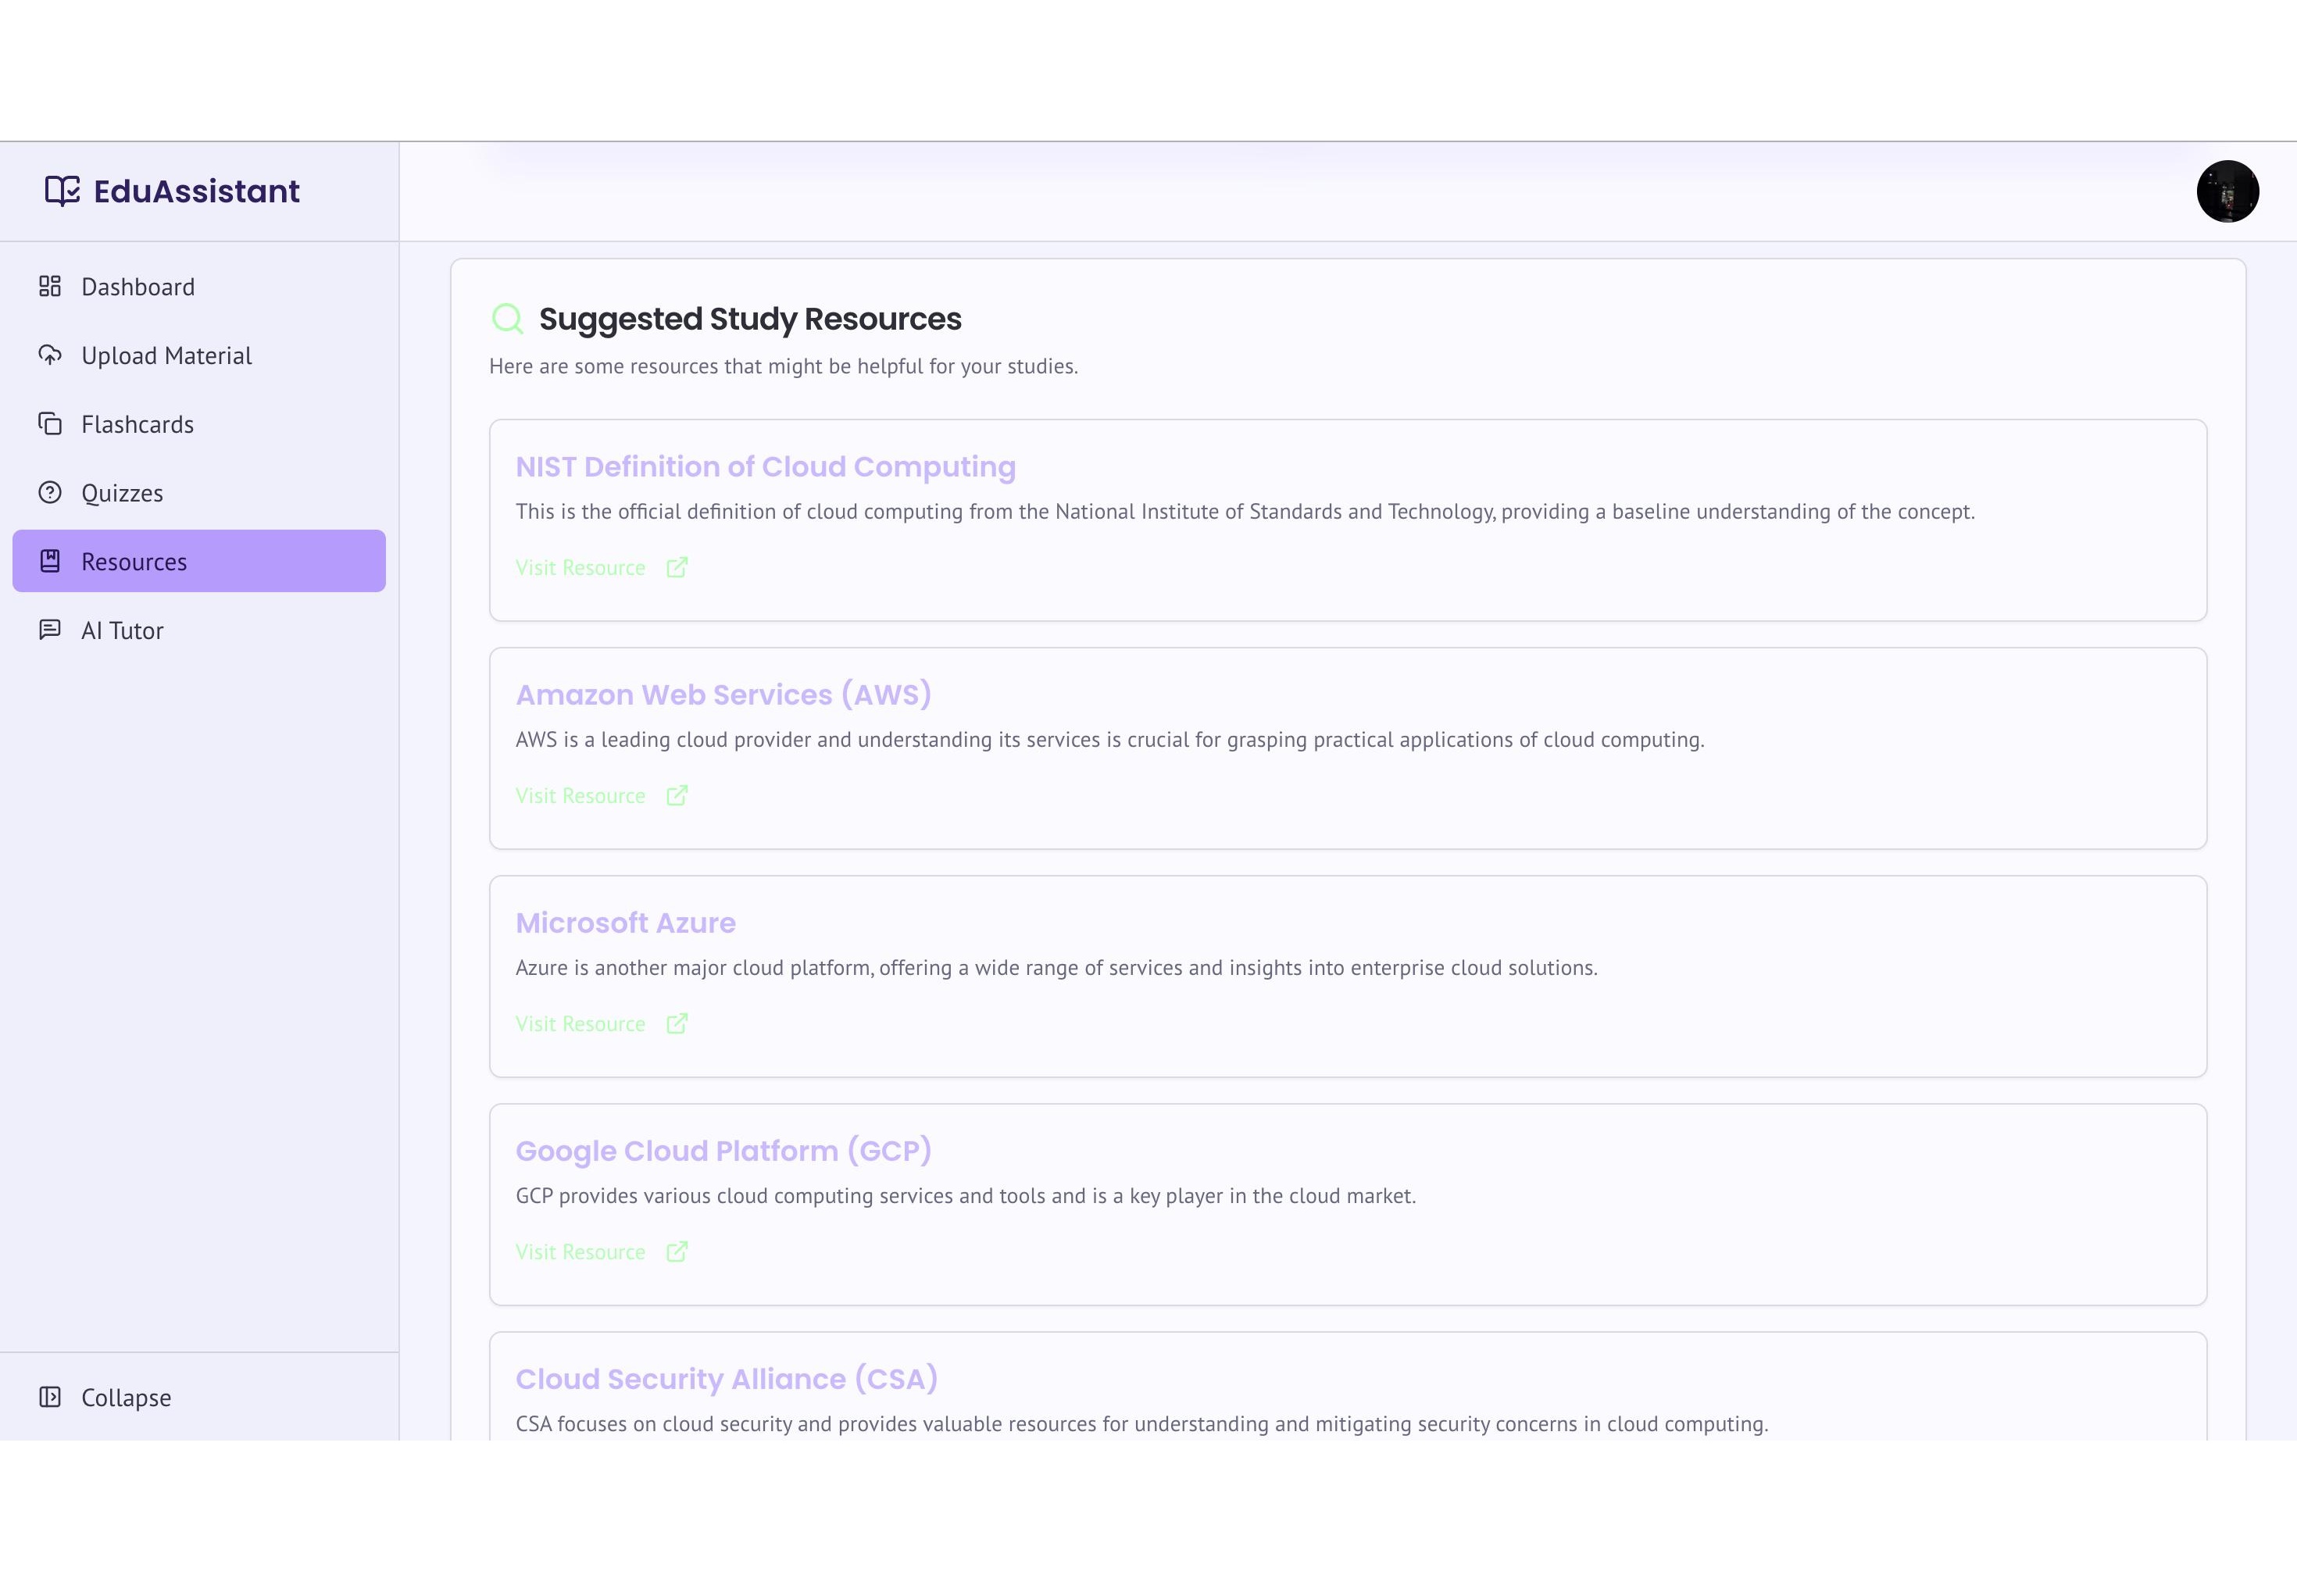 EduAssistant
Dashboard
Upload Material
Flashcards
Quizzes
Resources
AI Tutor
Collapse
Suggested Study Resources
Here are some resources that might be helpful for your studies.
NIST Definition of Cloud Computing
This is the official definition of cloud computing from the National Institute of Standards and Technology, providing a baseline understanding of the concept.
Visit Resource
Amazon Web Services (AWS)
AWS is a leading cloud provider and understanding its services is crucial for grasping practical applications of cloud computing.
Visit Resource
Microsoft Azure
Azure is another major cloud platform, offering a wide range of services and insights into enterprise cloud solutions.
Visit Resource
Google Cloud Platform (GCP)
GCP provides various cloud computing services and tools and is a key player in the cloud market.
Visit Resource
Cloud Security Alliance (CSA)
CSA focuses on cloud security and provides valuable resources for understanding and mitigating security concerns in cloud computing.